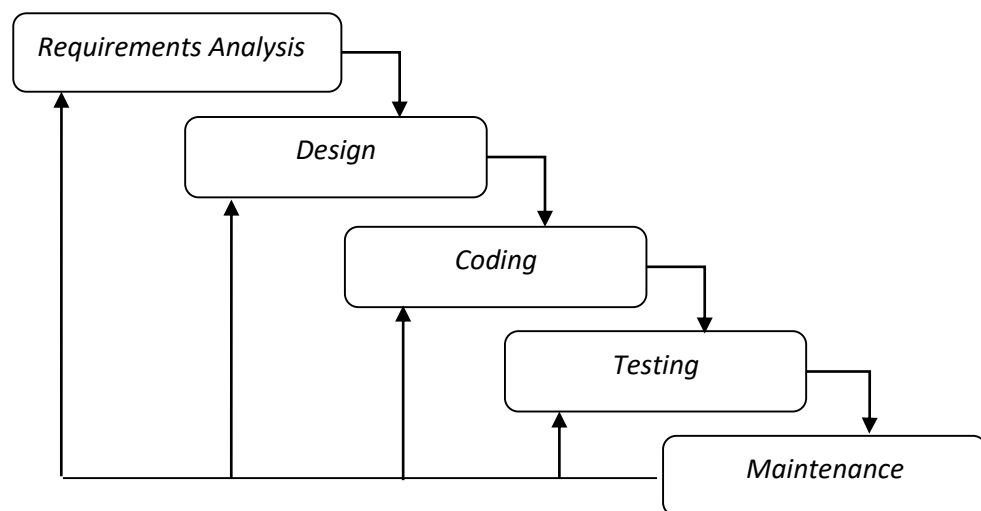 Requirements Analysis
Design
Coding
Testing
Maintenance